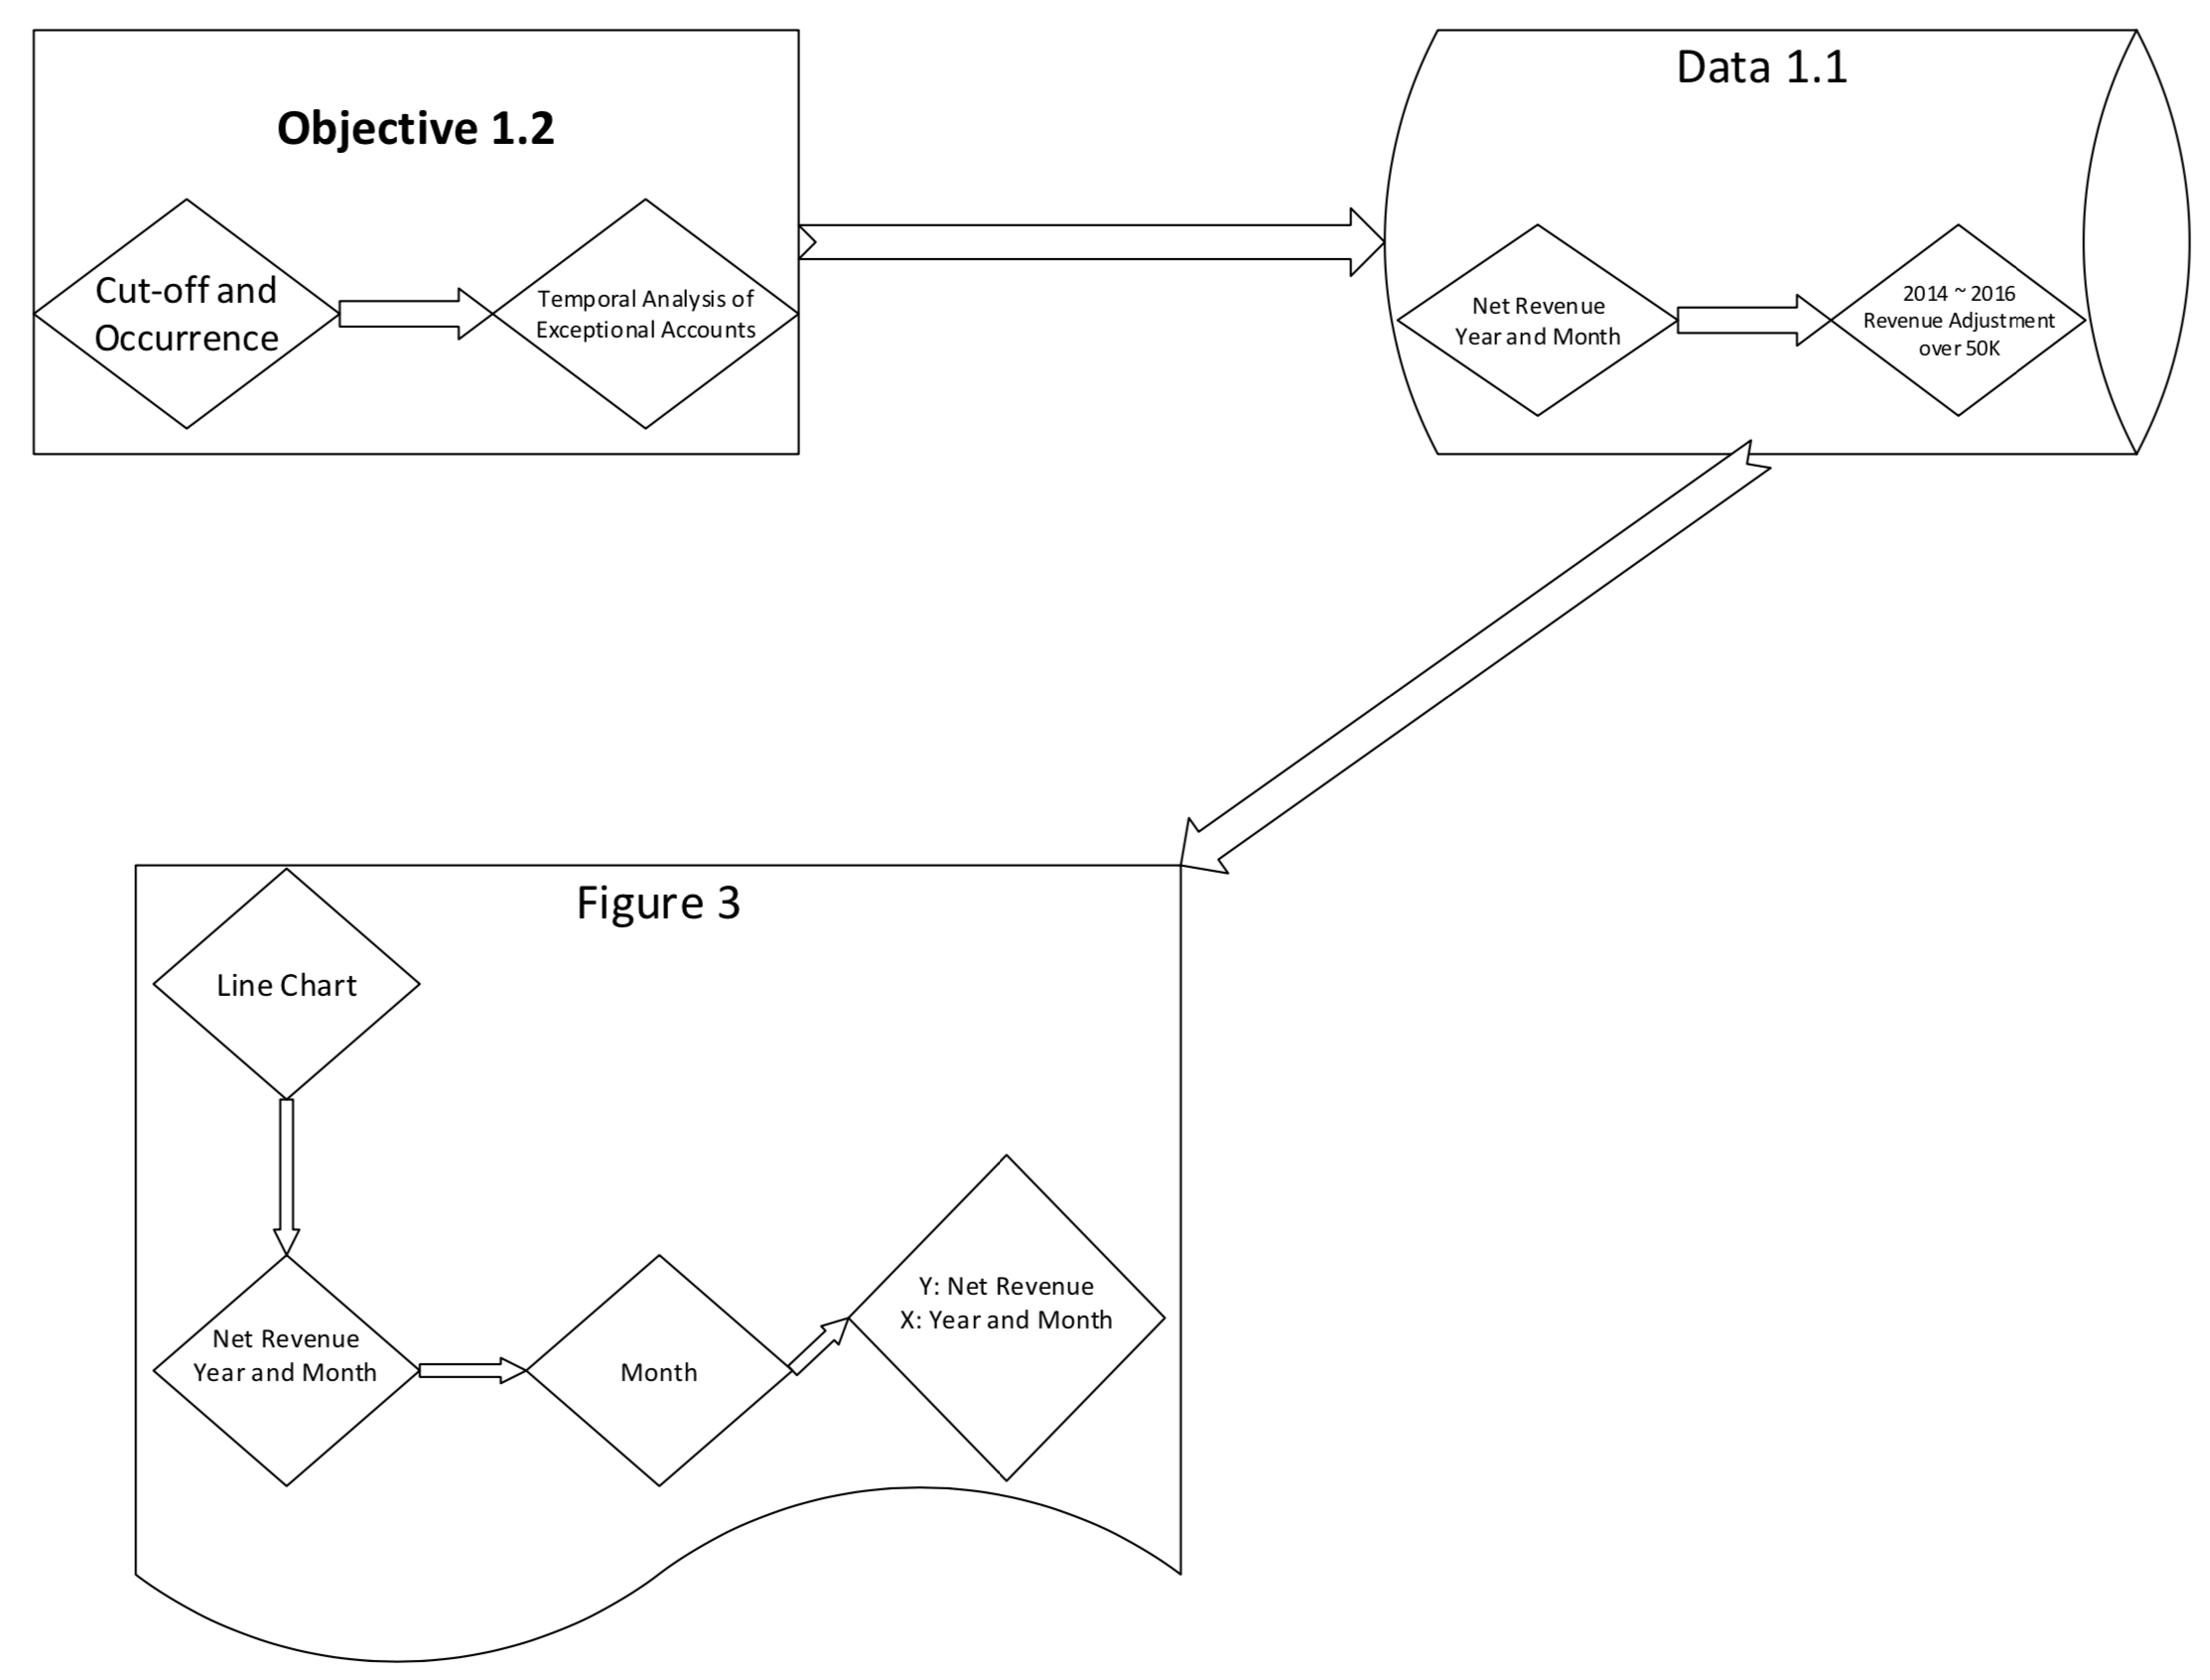 Objective 1.2
Cut-off and
Occurrence
Temporal Analysis of
Exceptional Accounts
Data 1.1
Net Revenue
Year and Month
2014 ~ 2016
Revenue Adjustment
over 50K
Figure 3
Line Chart
Net Revenue
Year and Month
Month
Y: Net Revenue
X: Year and Month